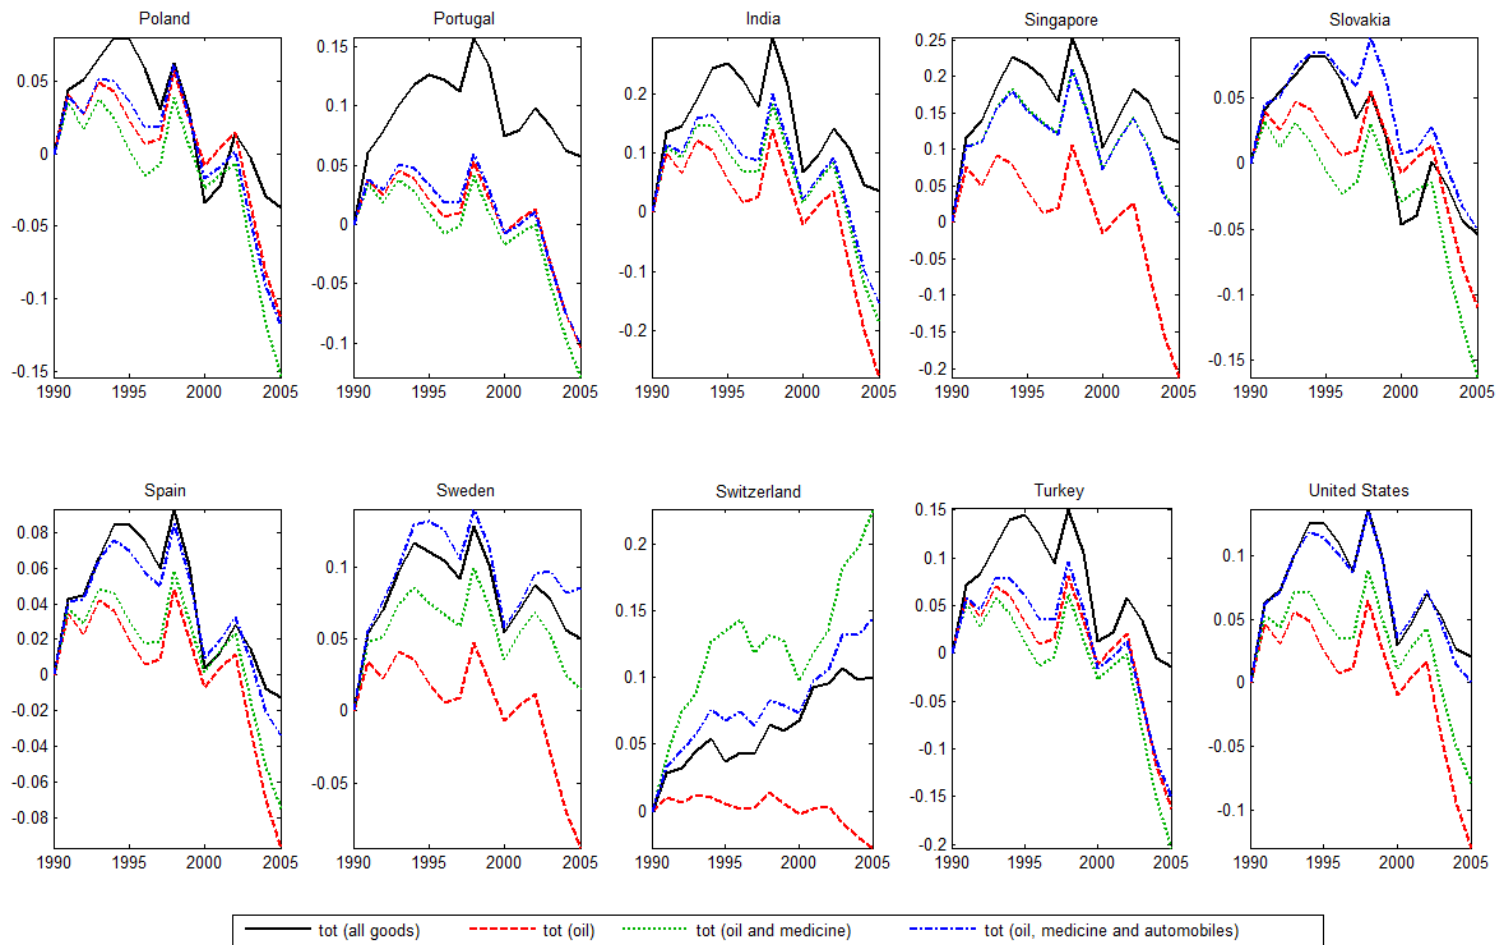 Poland
0.05
0
-0.05
-0.1
-0.15
1990 1995 2000 2005
Portugal
0.15
0.1
0.05
0
-0.05
-0.1
1990 1995 2000 2005
India
0.2
0.1
0
-0.1
-0.2
1990 1995 2000 2005
Singapore
0.25
0.2
0.15
0.1
0.05
0
-0.05
-0.1
-0.15
-0.2
1990 1995 2000 2005
Slovakia
0.05
0
-0.05
-0.1
-0.15
1990 1995 2000 2005
Spain
0.08
0.06
0.04
0.02
0
-0.02
-0.04
-0.06
-0.08
1990 1995 2000 2005
Sweden
0.1
0.05
0
-0.05
1990 1995 2000 2005
Switzerland
0.2
0.15
0.1
0.05
0
1990 1995 2000 2005
Turkey
0.15
0.1
0.05
0
-0.05
-0.1
-0.15
-0.2
1990 1995 2000 2005
United States
0.1
0.05
0
-0.05
-0.1
1990 1995 2000 2005
tot (all goods) tot (oil) tot (oil and medicine) tot (oil, medicine and automobiles)